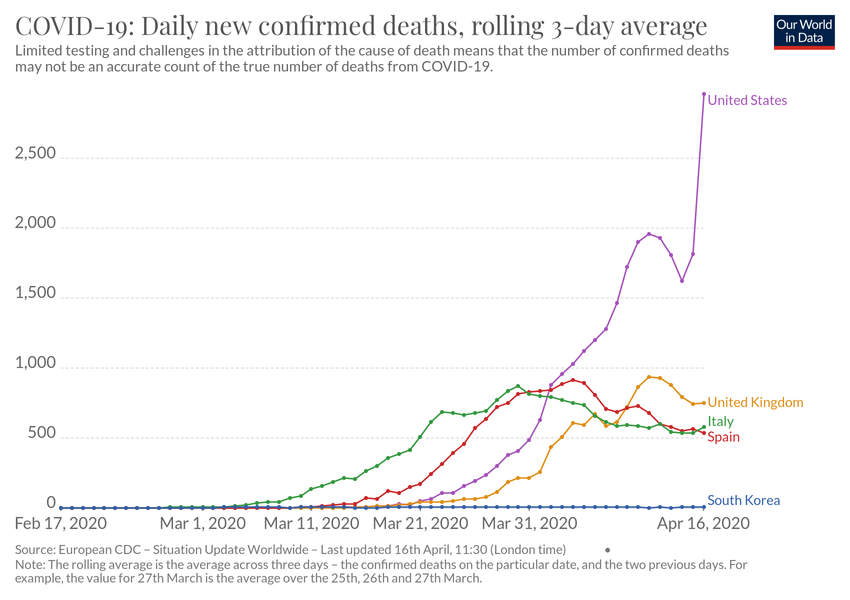 COVID-19: Daily new confirmed deaths, rolling 3-day average
Our World
in Data
Limited testing and challenges in the attribution of the cause of death means that the number of confirmed deaths
may not be an accurate count of the true number of deaths from COVID-19.
United States
2,500
2,000
1,500
1,000
United Kingdom
Italy
500
Spain
South Korea
0
Feb 17, 2020
Mar 1, 2020
Mar 11, 2020
Mar 21, 2020
Mar 31, 2020
Apr 16, 2020
Source: European CDC – Situation Update Worldwide – Last updated 16th April, 11:30 (London time)
Note: The rolling average is the average across three days – the confirmed deaths on the particular date, and the two previous days. For
example, the value for 27th March is the average over the 25th, 26th and 27th March.